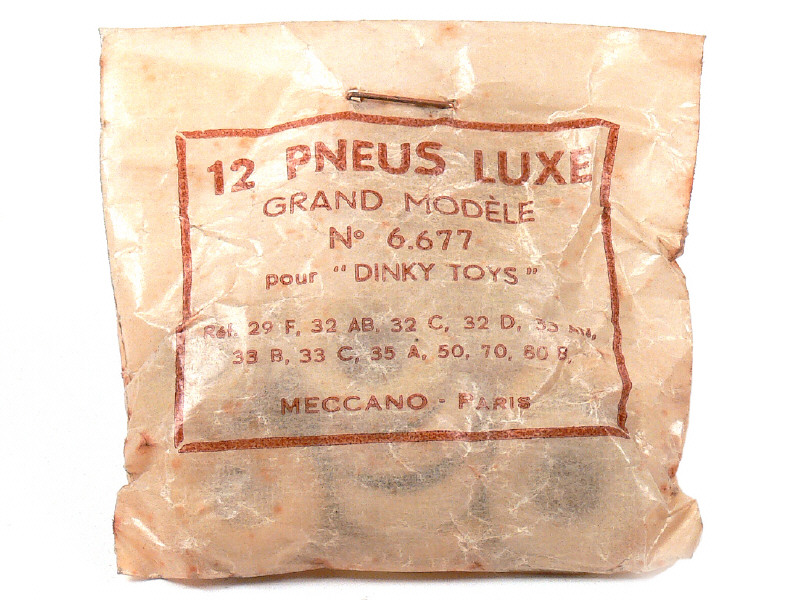 12 PNEUS LUXE
GRAND MODÈLE
Nº 6.677
pour "DINKY TOYS"
Réf. 29 F, 32 AB, 32 C, 32 D,
33 B, 33 C, 35 A, 50, 70, 80 B,
MECCANO - PARIS